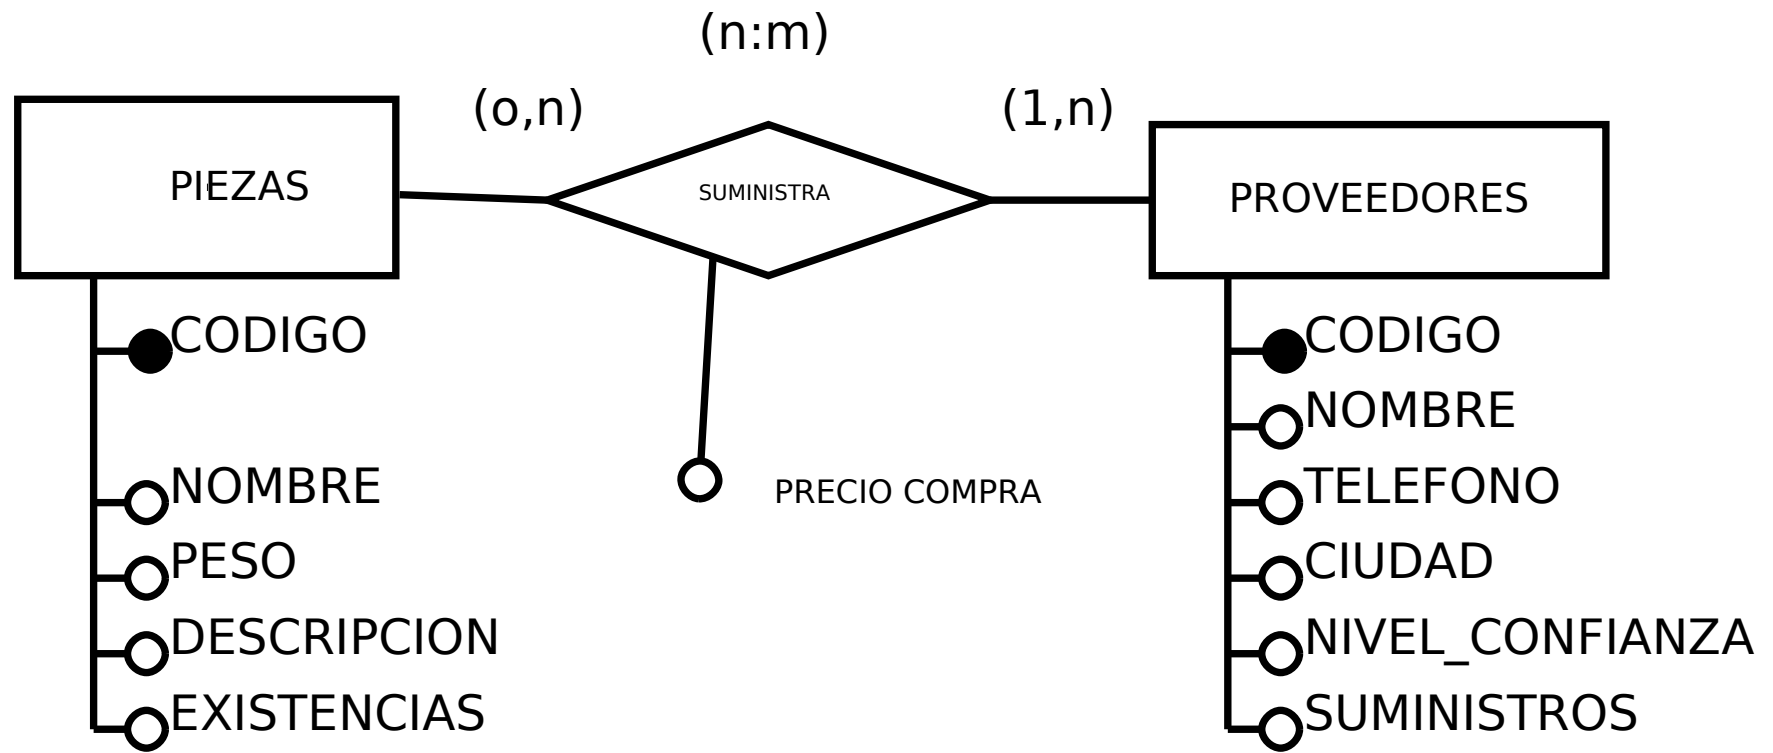 (n:m)
(o,n)
(1,n)
PIEZAS
SUMINISTRA
PROVEEDORES
CODIGO
NOMBRE
PESO
DESCRIPCION
EXISTENCIAS
PRECIO COMPRA
CODIGO
NOMBRE
TELEFONO
CIUDAD
NIVEL_CONFIANZA
SUMINISTROS